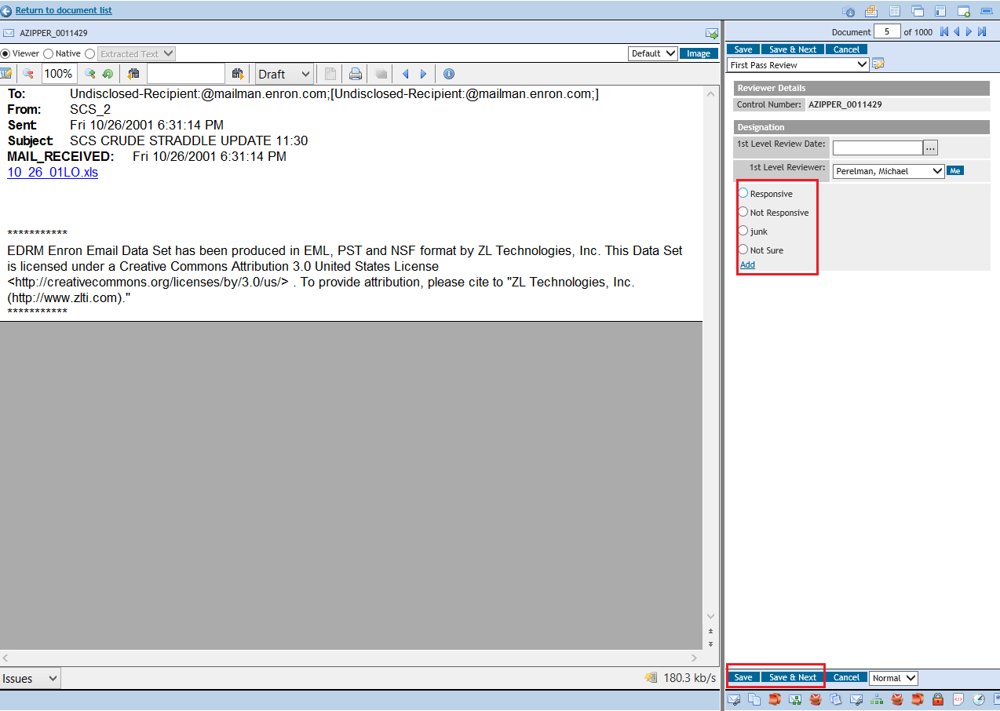 Return to document list
AZIPPER_0011429
Document 5 of 1000
Viewer Native Extracted Text Default Image
Save Save & Next Cancel
First Pass Review
100% Draft
To: Undisclosed-Recipient:@mailman.enron.com;[Undisclosed-Recipient:@mailman.enron.com;]
From: SCS_2
Sent: Fri 10/26/2001 6:31:14 PM
Subject: SCS CRUDE STRADDLE UPDATE 11:30
MAIL_RECEIVED: Fri 10/26/2001 6:31:14 PM
10_26_01LO.xls
***********
EDRM Enron Email Data Set has been produced in EML, PST and NSF format by ZL Technologies, Inc. This Data Set
is licensed under a Creative Commons Attribution 3.0 United States License
<http://creativecommons.org/licenses/by/3.0/us/> . To provide attribution, please cite to "ZL Technologies, Inc.
(http://www.zlti.com)."
***********
Reviewer Details
Control Number: AZIPPER_0011429
Designation
1st Level Review Date: ...
1st Level Reviewer: Perelman, Michael Me
Responsive
Not Responsive
junk
Not Sure
Add
Issues 180.3 kb/s
Save Save & Next Cancel Normal